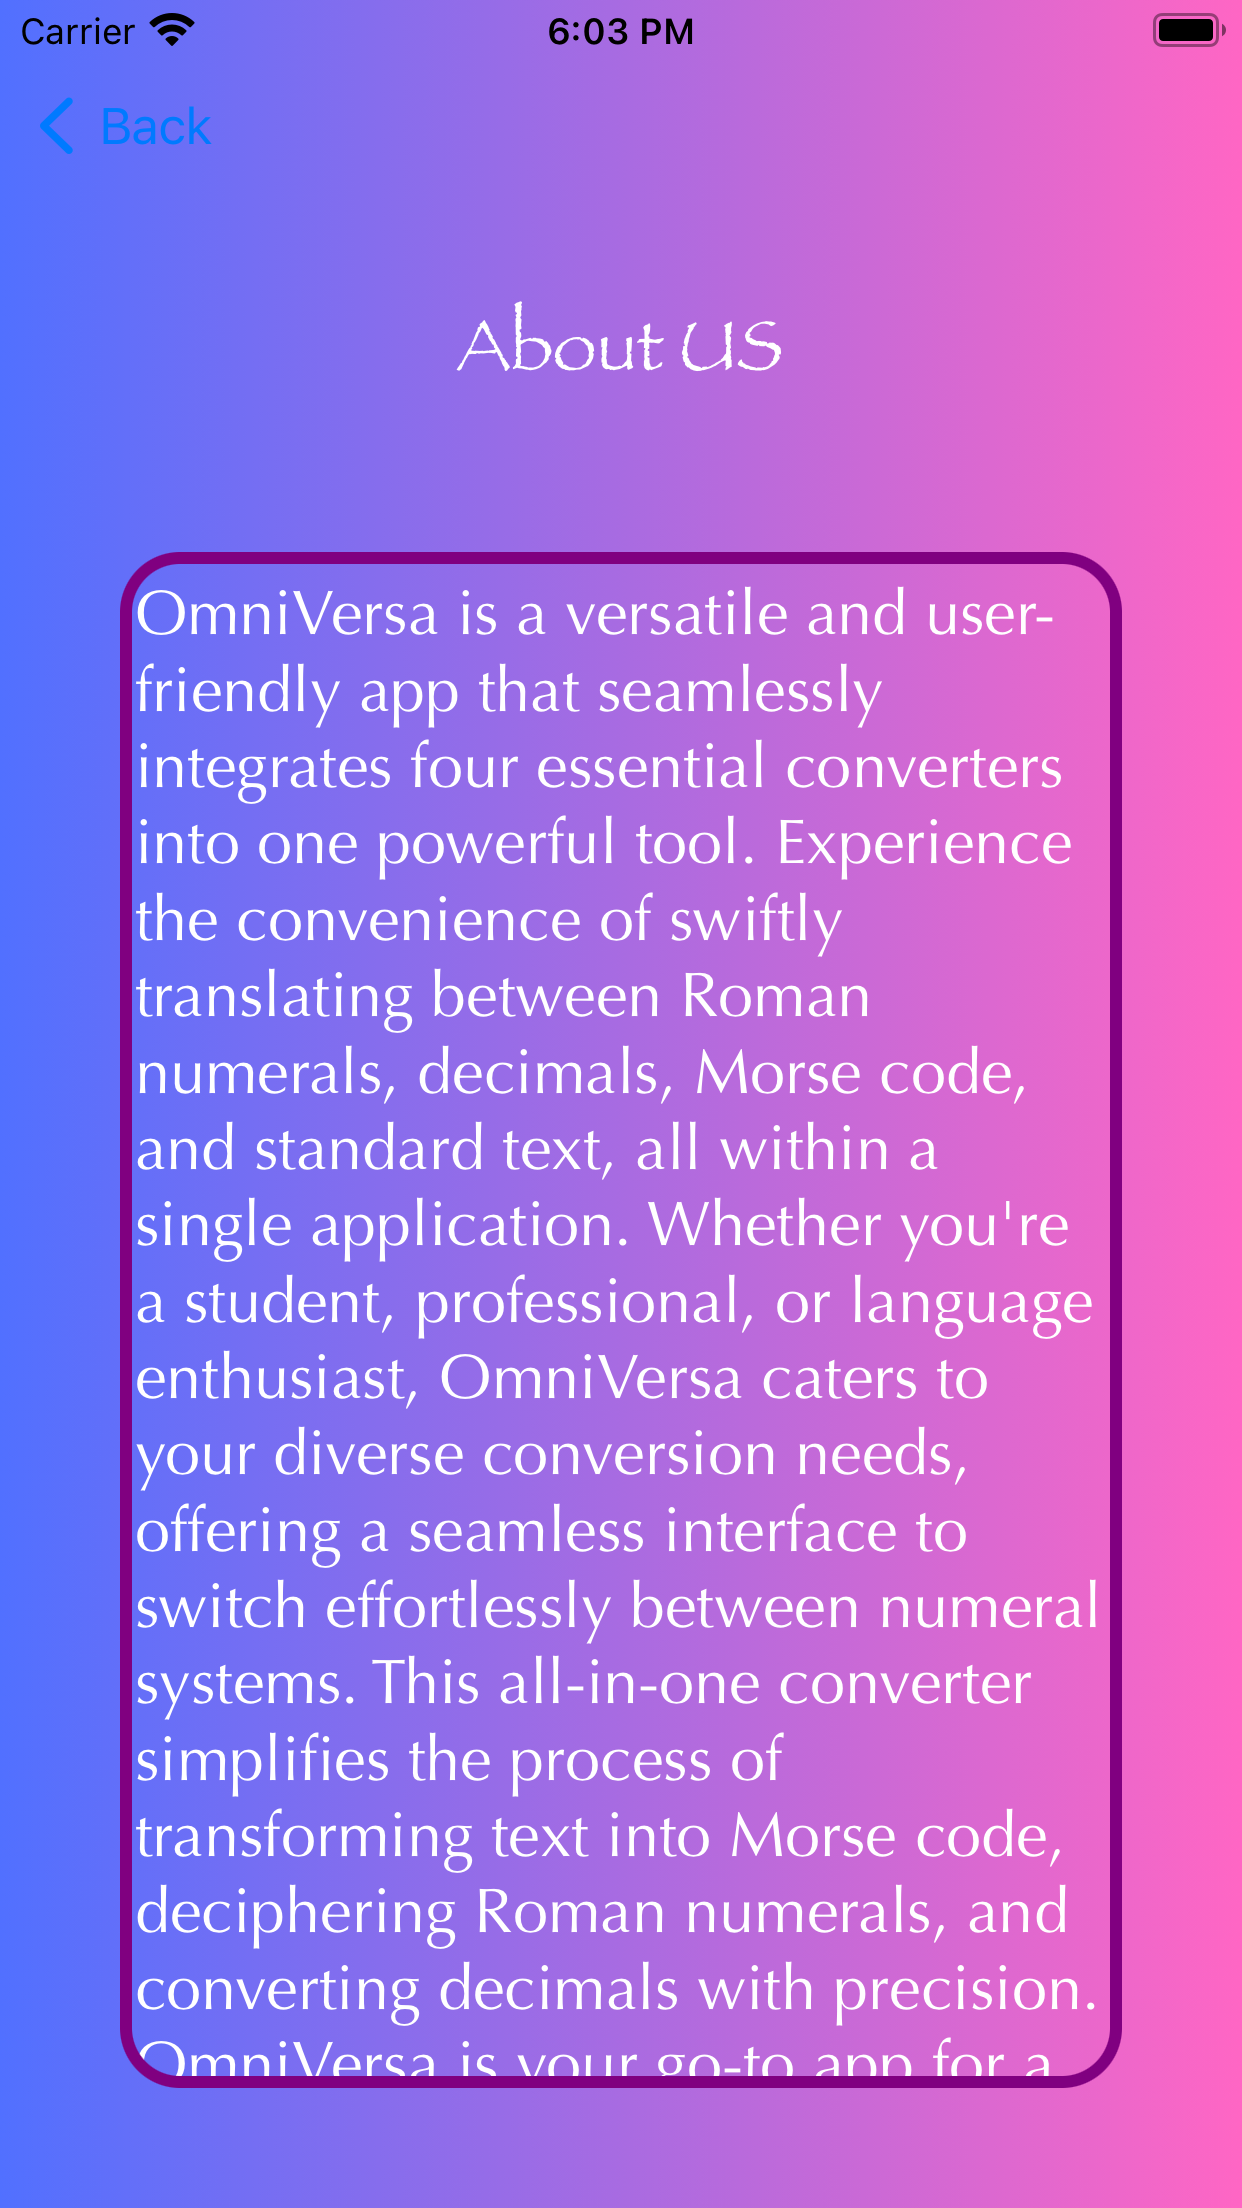 Carrier
6:03 PM
Back
About US
OmniVersa is a versatile and user-
friendly app that seamlessly
integrates four essential converters
into one powerful tool. Experience
the convenience of swiftly
translating between Roman
numerals, decimals, Morse code,
and standard text, all within a
single application. Whether you're
a student, professional, or language
enthusiast, OmniVersa caters to
your diverse conversion needs,
offering a seamless interface to
switch effortlessly between numeral
systems. This all-in-one converter
simplifies the process of
transforming text into Morse code,
deciphering Roman numerals, and
converting decimals with precision.
OmniVersa is your go-to app for a